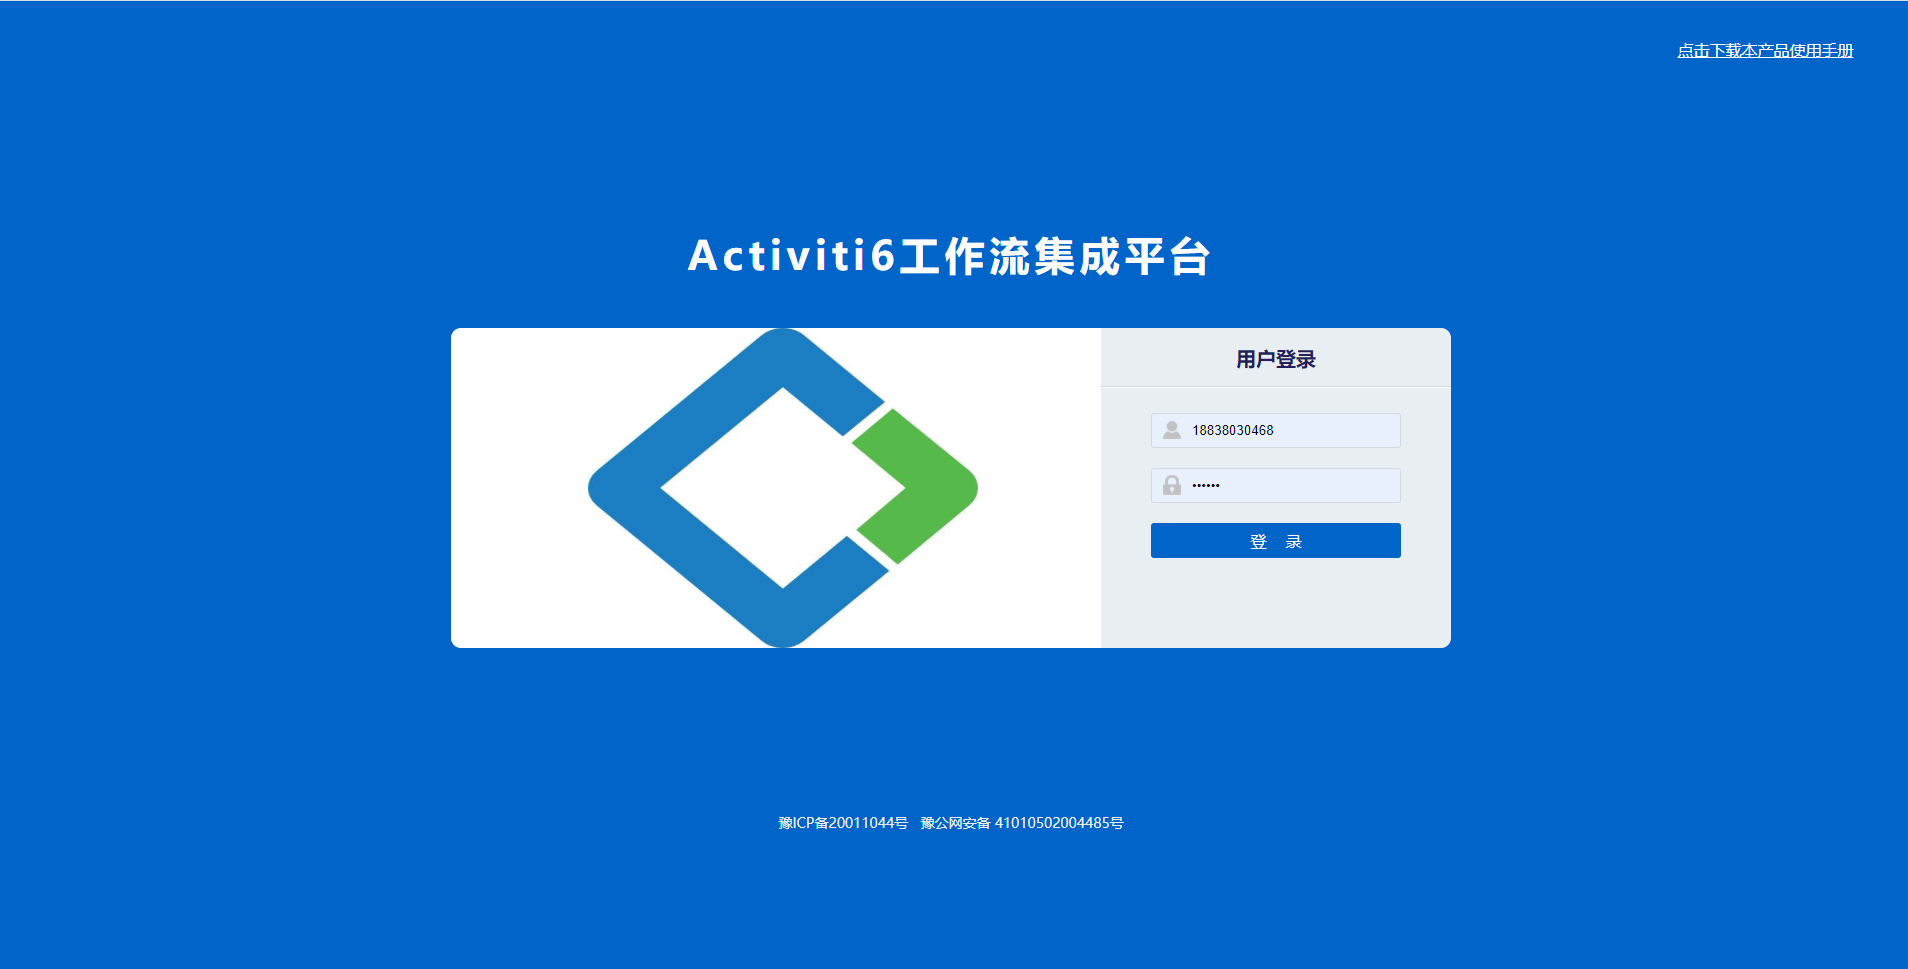 点击下载本产品使用手册
Activiti6工作流集成平台
用户登录
18838030468
••••••
登 录
豫ICP备20011044号 豫公网安备 41010502004485号